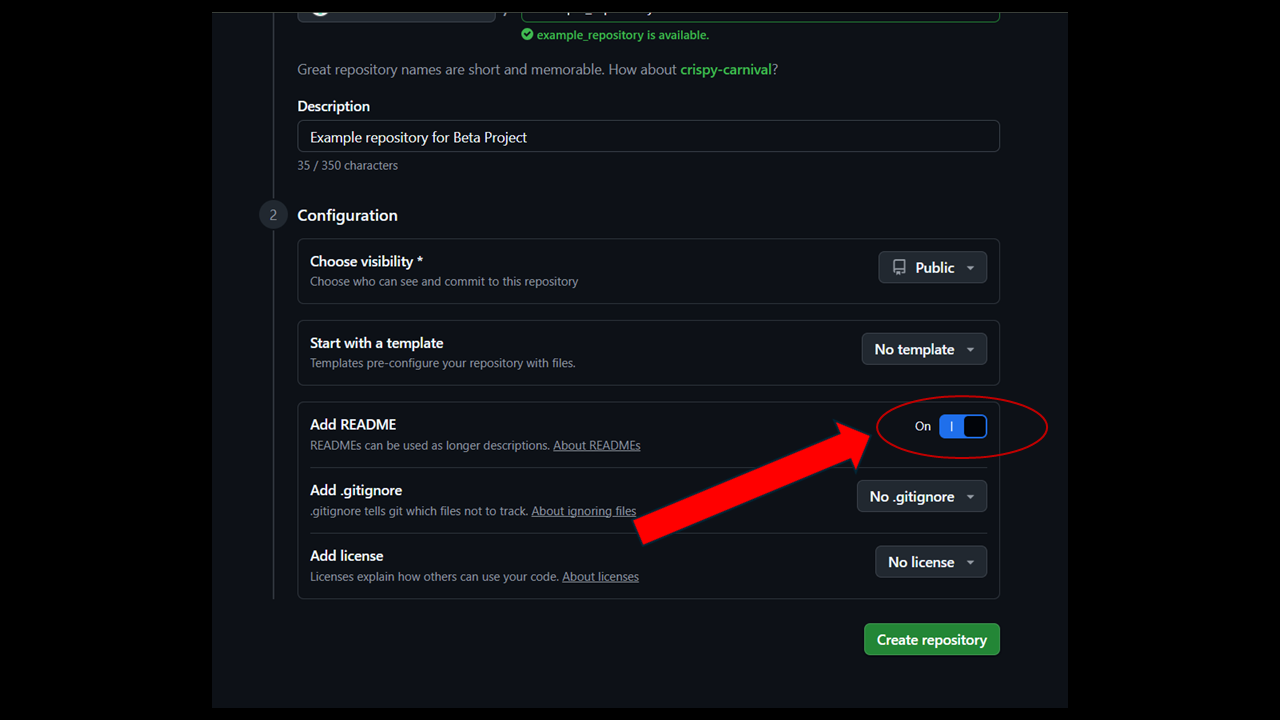 example_repository is available.
Great repository names are short and memorable. How about crispy-carnival?
Description
Example repository for Beta Project
35 / 350 characters
2 Configuration
Choose visibility *
Choose who can see and commit to this repository
Public
Start with a template
Templates pre-configure your repository with files.
No template
Add README
READMEs can be used as longer descriptions. About READMEs
On
Add .gitignore
.gitignore tells git which files not to track. About ignoring files
No .gitignore
Add license
Licenses explain how others can use your code. About licenses
No license
Create repository